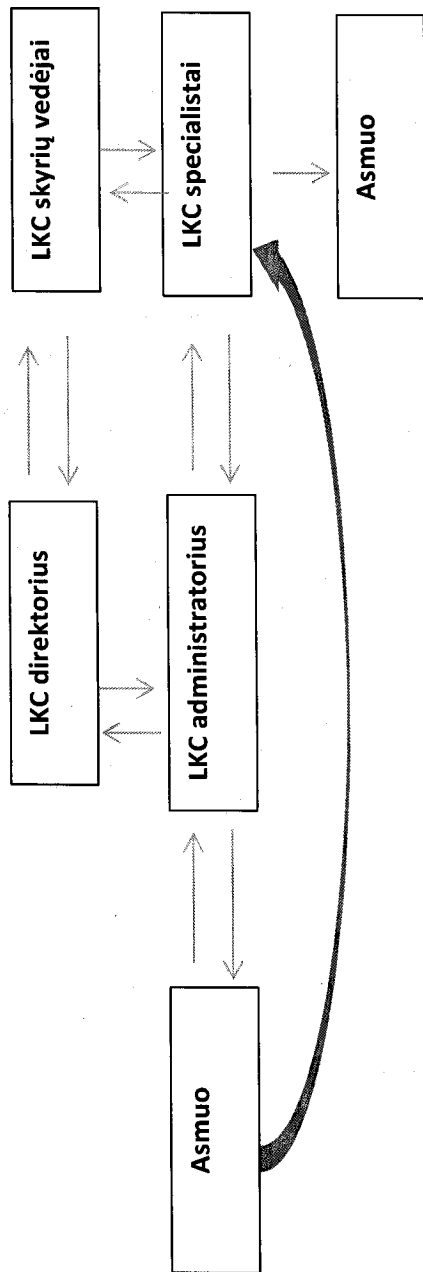 LKC direktorius
LKC skyrių vedėjai
Asmuo
LKC administratorius
LKC specialistai
Asmuo